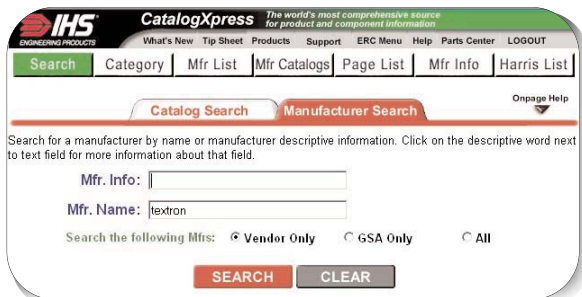 IHS
ENGINEERING PRODUCTS
CatalogXpress The world's most comprehensive source
for product and component information
What's New Tip Sheet Products Support ERC Menu Help Parts Center LOGOUT
Search Category Mfr List Mfr Catalogs Page List Mfr Info Harris List
Catalog Search Manufacturer Search Onpage Help
Search for a manufacturer by name or manufacturer descriptive information. Click on the descriptive word next
to text field for more information about that field.
Mfr. Info:
Mfr. Name: textron
Search the following Mfrs: Vendor Only GSA Only All
SEARCH CLEAR